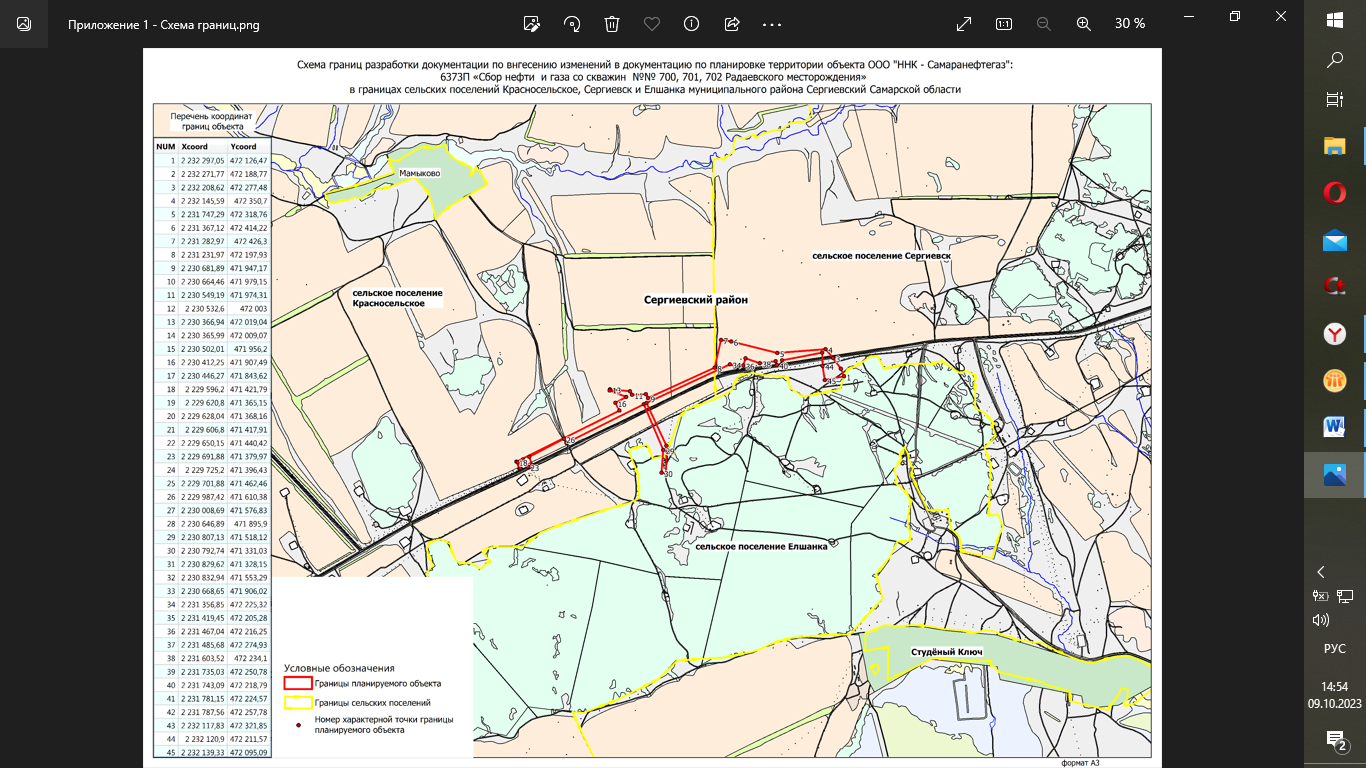 Приложение 1 - Схема границ.png
30 %
Схема границ разработки документации по внгесению изменений в документацию по планировке территории объекта ООО "ННК - Самаранефтегаз":
6373П «Сбор нефти и газа со скважин №№ 700, 701, 702 Радаевского месторождения»
в границах сельских поселений Красносельское, Сергиевск и Елшанка муниципального района Сергиевский Самарской области
Перечень координат
границ объекта
NUM Xcoord Ycoord
1 2 232 297,05 472 126,47
2 2 232 271,77 472 188,77
3 2 232 208,62 472 277,48
4 2 232 145,59 472 350,7
5 2 231 747,29 472 318,76
6 2 231 367,12 472 414,22
7 2 231 282,97 472 426,3
8 2 231 231,97 472 197,93
9 2 230 681,89 471 947,17
10 2 230 664,46 471 979,15
11 2 230 549,19 471 974,31
12 2 230 532,6 472 003
13 2 230 366,94 472 019,04
14 2 230 365,99 472 009,07
15 2 230 502,01 471 956,2
16 2 230 412,25 471 907,49
17 2 230 446,27 471 843,62
18 2 229 596,2 471 421,79
19 2 229 620,8 471 365,15
20 2 229 628,04 471 368,16
21 2 229 606,8 471 417,91
22 2 229 650,15 471 440,42
23 2 229 691,88 471 379,97
24 2 229 725,2 471 396,43
25 2 229 701,88 471 462,46
26 2 229 987,42 471 610,38
27 2 230 008,69 471 576,83
28 2 230 646,89 471 895,9
29 2 230 807,13 471 518,12
30 2 230 792,74 471 331,03
31 2 230 829,62 471 328,15
32 2 230 832,94 471 553,29
33 2 230 668,65 471 906,02
34 2 231 356,85 472 225,32
35 2 231 419,45 472 205,28
36 2 231 467,04 472 216,25
37 2 231 485,68 472 274,93
38 2 231 603,52 472 234,1
39 2 231 735,03 472 250,78
40 2 231 743,09 472 218,79
41 2 231 781,15 472 224,57
42 2 231 787,56 472 257,78
43 2 232 117,83 472 321,85
44 2 232 120,9 472 211,57
45 2 232 139,33 472 095,09
Мамыково
сельское поселение Сергиевск
сельское поселение
Красносельское
Сергиевский район
7 6
5
4
34 36 38 40 44
45
8
13
11 9
16
26
18 23
29
30
сельское поселение Елшанка
Студёный Ключ
Условные обозначения
Границы планируемого объекта
Границы сельских поселений
Номер характерной точки границы
планируемого объекта
формат А3
РУС
14:54
09.10.2023
2